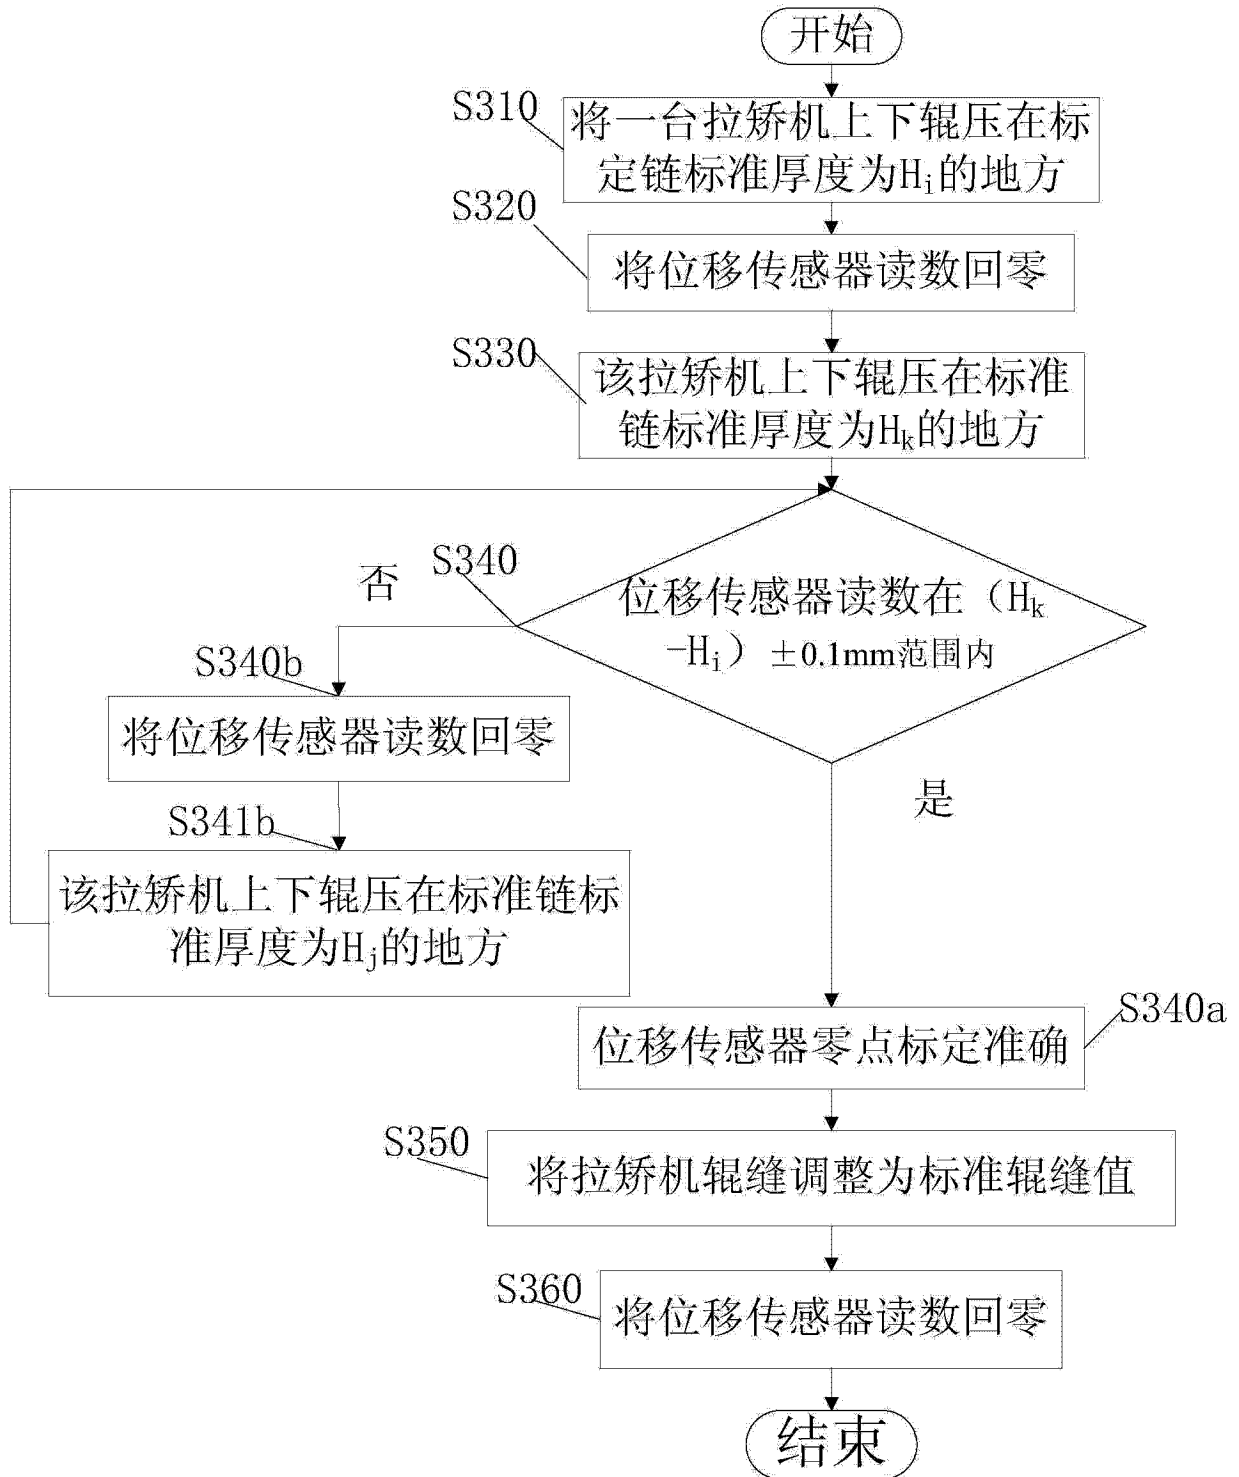 开始
S310
将一台拉矫机上下辊压在标
定链标准厚度为Hi的地方
S320
将位移传感器读数回零
S330
该拉矫机上下辊压在标准
链标准厚度为Hk的地方
S340
否
位移传感器读数在（Hk
-Hi）±0.1mm范围内
S340b
将位移传感器读数回零
是
S341b
该拉矫机上下辊压在标准链标
准厚度为Hj的地方
S340a
位移传感器零点标定准确
S350
将拉矫机辊缝调整为标准辊缝值
S360
将位移传感器读数回零
结束